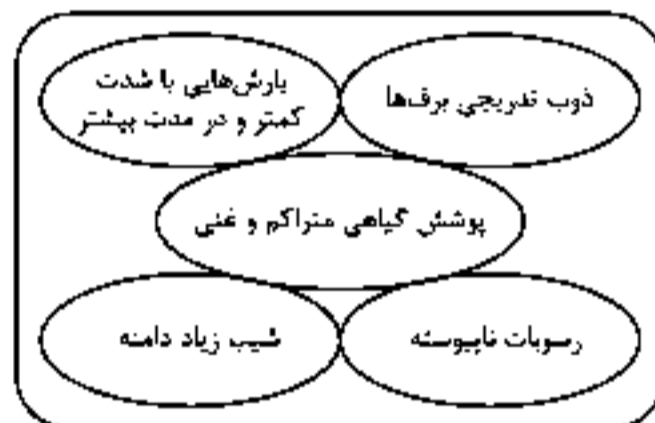 بارش‌هایی با شدت
کمتر و در مدت بیشتر
ذوب تدریجی برف‌ها
پوشش گیاهی متراکم و غنی
رسوبات ناپیوسته
شیب زیاد دامنه